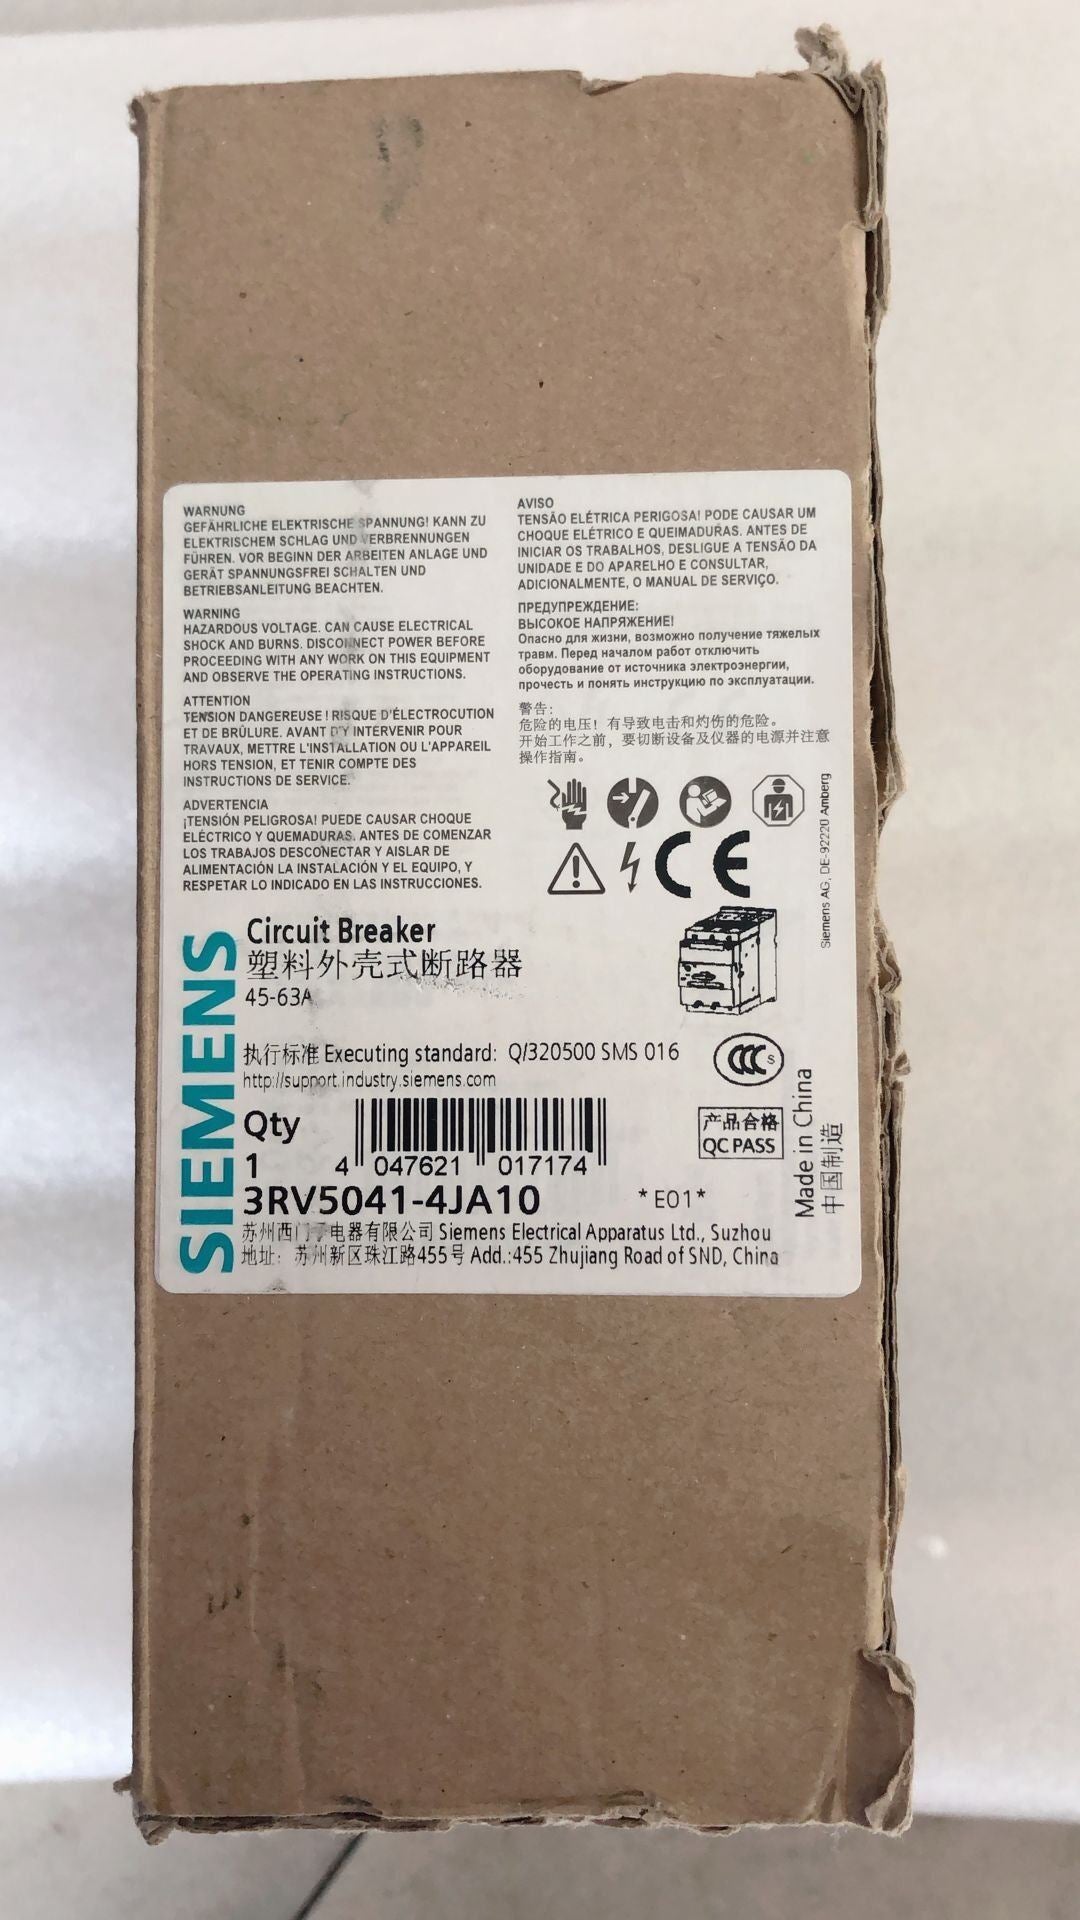 WARNUNG
GEFÄHRLICHE ELEKTRISCHE SPANNUNG! KANN ZU
ELEKTRISCHEM SCHLAG UND VERBRENNUNGEN
FÜHREN. VOR BEGINN DER ARBEITEN ANLAGE UND
GERÄT SPANNUNGSFREI SCHALTEN UND
BETRIEBSANLEITUNG BEACHTEN.
WARNING
HAZARDOUS VOLTAGE. CAN CAUSE ELECTRICAL
SHOCK AND BURNS. DISCONNECT POWER BEFORE
PROCEEDING WITH ANY WORK ON THIS EQUIPMENT
AND OBSERVE THE OPERATING INSTRUCTIONS.
ATTENTION
TENSION DANGEREUSE ! RISQUE D'ÉLECTROCUTION
ET DE BRÛLURE. AVANT D'Y INTERVENIR POUR
TRAVAUX, METTRE L'INSTALLATION OU L'APPAREIL
HORS TENSION, ET TENIR COMPTE DES
INSTRUCTIONS DE SERVICE.
ADVERTENCIA
¡TENSIÓN PELIGROSA! PUEDE CAUSAR CHOQUE
ELÉCTRICO Y QUEMADURAS. ANTES DE COMENZAR
LOS TRABAJOS DESCONECTAR Y AISLAR DE
ALIMENTACIÓN LA INSTALACIÓN Y EL EQUIPO, Y
RESPETAR LO INDICADO EN LAS INSTRUCCIONES.
AVISO
TENSÃO ELÉTRICA PERIGOSA! PODE CAUSAR UM
CHOQUE ELÉTRICO E QUEIMADURAS. ANTES DE
INICIAR OS TRABALHOS, DESLIGUE A TENSÃO DA
UNIDADE E DO APARELHO E CONSULTAR,
ADICIONALMENTE, O MANUAL DE SERVIÇO.
ПРЕДУПРЕЖДЕНИЕ:
ВЫСОКОЕ НАПРЯЖЕНИЕ!
Опасно для жизни, возможно получение тяжелых
травм. Перед началом работ отключить
оборудование от источника электроэнергии,
прочесть и понять инструкцию по эксплуатации.
警告:
危险的电压! 有导致电击和灼伤的危险。
开始工作之前, 要切断设备及仪器的电源并注意
操作指南。
CE
Siemens AG, DE-92220 Amberg
SIEMENS
Circuit Breaker
塑料外壳式断路器
45-63A
执行标准 Executing standard: Q/320500 SMS 016
http://support.industry.siemens.com
CCC S
Qty
1
4 047621 017174
产品合格
QC PASS
Made in China
中国制造
3RV5041-4JA10 *E01*
苏州西门子电器有限公司 Siemens Electrical Apparatus Ltd., Suzhou
地址: 苏州新区珠江路455号 Add.:455 Zhujiang Road of SND, China